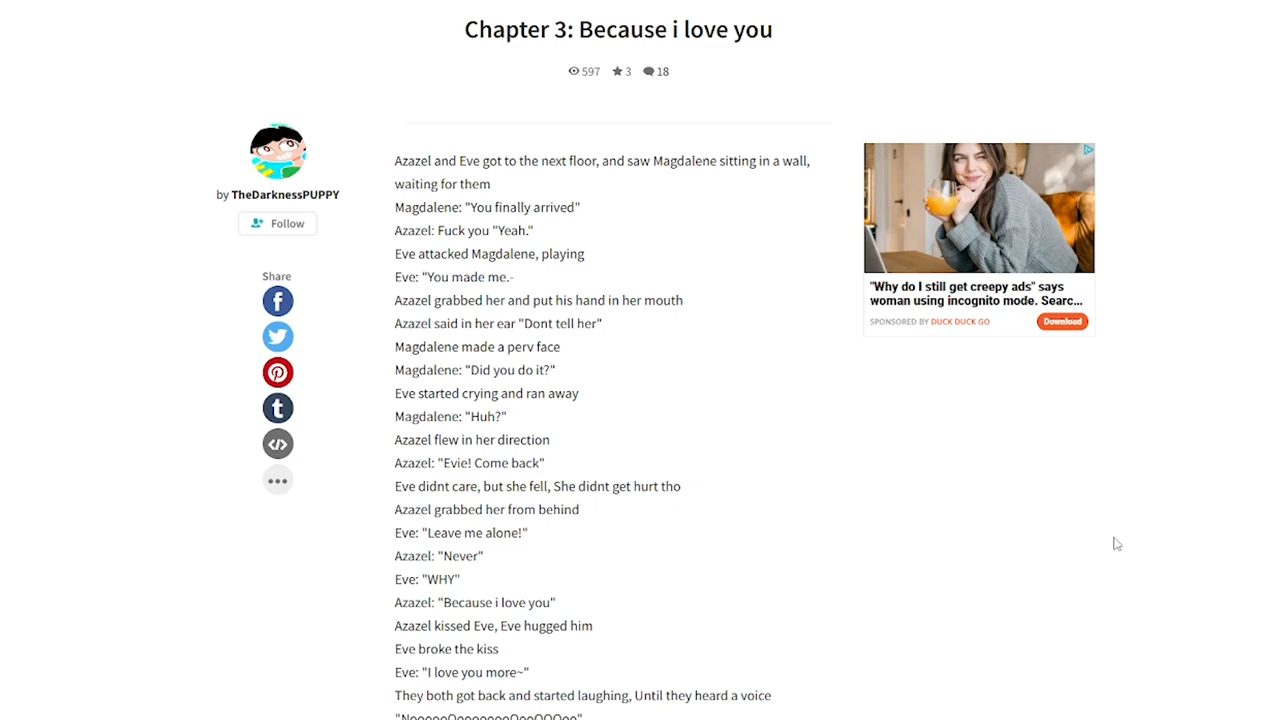 Chapter 3: Because i love you
597 3 18
by TheDarknessPUPPY
Follow
Share
Azazel and Eve got to the next floor, and saw Magdalene sitting in a wall,
waiting for them
Magdalene: "You finally arrived"
Azazel: Fuck you "Yeah."
Eve attacked Magdalene, playing
Eve: "You made me.-
Azazel grabbed her and put his hand in her mouth
Azazel said in her ear "Dont tell her"
Magdalene made a perv face
Magdalene: "Did you do it?"
Eve started crying and ran away
Magdalene: "Huh?"
Azazel flew in her direction
Azazel: "Evie! Come back"
Eve didnt care, but she fell, She didnt get hurt tho
Azazel grabbed her from behind
Eve: "Leave me alone!"
Azazel: "Never"
Eve: "WHY"
Azazel: "Because i love you"
Azazel kissed Eve, Eve hugged him
Eve broke the kiss
Eve: "I love you more~"
They both got back and started laughing, Until they heard a voice
"Why do I still get creepy ads" says
woman using incognito mode. Searc...
SPONSORED BY DUCK DUCK GO
Download